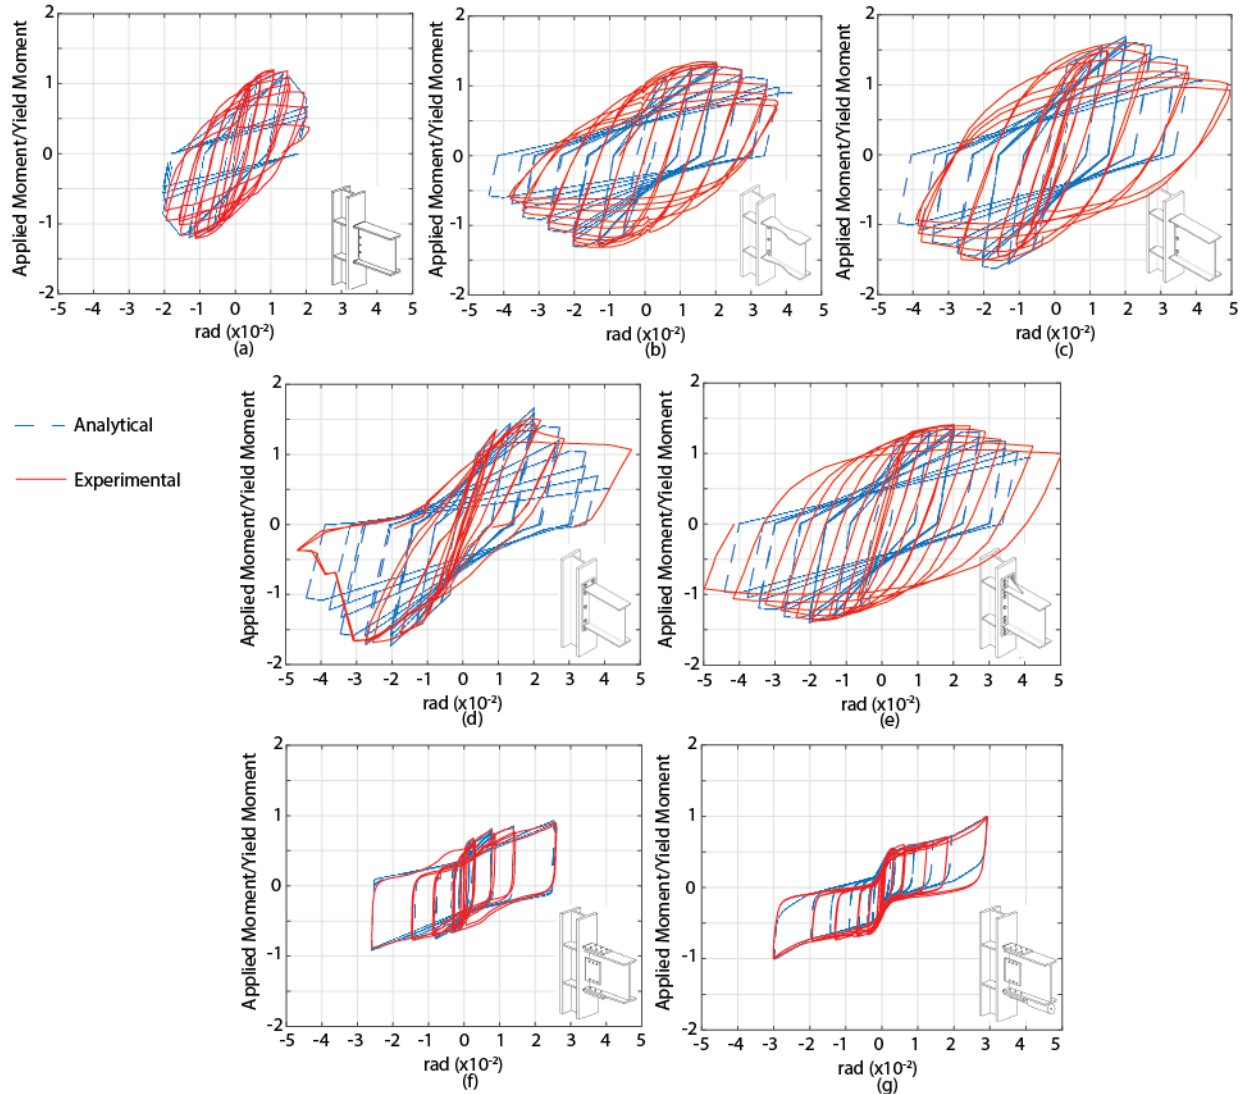 Applied Moment/Yield Moment
2
1
0
-1
-2
-5 -4 -3 -2 -1 0 1 2 3 4 5
rad (x10⁻²)
(a)
Applied Moment/Yield Moment
2
1
0
-1
-2
-5 -4 -3 -2 -1 0 1 2 3 4 5
rad (x10⁻²)
(b)
Applied Moment/Yield Moment
2
1
0
-1
-2
-5 -4 -3 -2 -1 0 1 2 3 4 5
rad (x10⁻²)
(c)
Analytical
Experimental
Applied Moment/Yield Moment
2
1
0
-1
-2
-5 -4 -3 -2 -1 0 1 2 3 4 5
rad (x10⁻²)
(d)
Applied Moment/Yield Moment
2
1
0
-1
-2
-5 -4 -3 -2 -1 0 1 2 3 4 5
rad (x10⁻²)
(e)
Applied Moment/Yield Moment
2
1
0
-1
-2
-5 -4 -3 -2 -1 0 1 2 3 4 5
rad (x10⁻²)
(f)
Applied Moment/Yield Moment
2
1
0
-1
-2
-5 -4 -3 -2 -1 0 1 2 3 4 5
rad (x10⁻²)
(g)